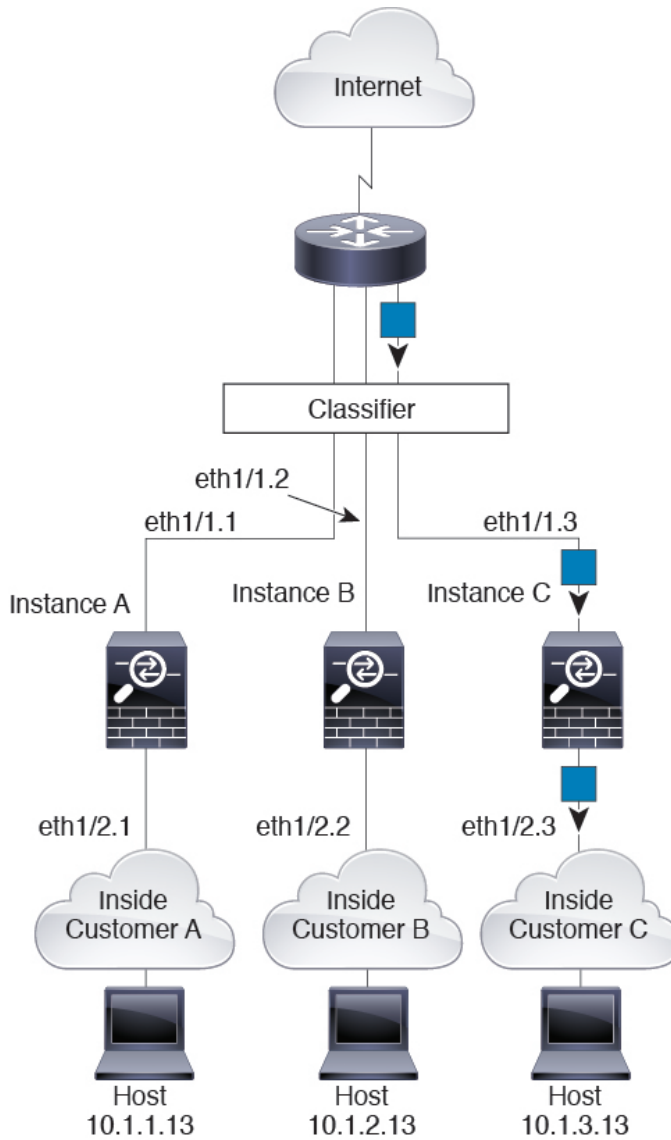 Internet
Classifier
eth1/1.2
eth1/1.1
eth1/1.3
Instance A
Instance B
Instance C
eth1/2.1
eth1/2.2
eth1/2.3
Inside
Customer A
Inside
Customer B
Inside
Customer C
Host
10.1.1.13
Host
10.1.2.13
Host
10.1.3.13